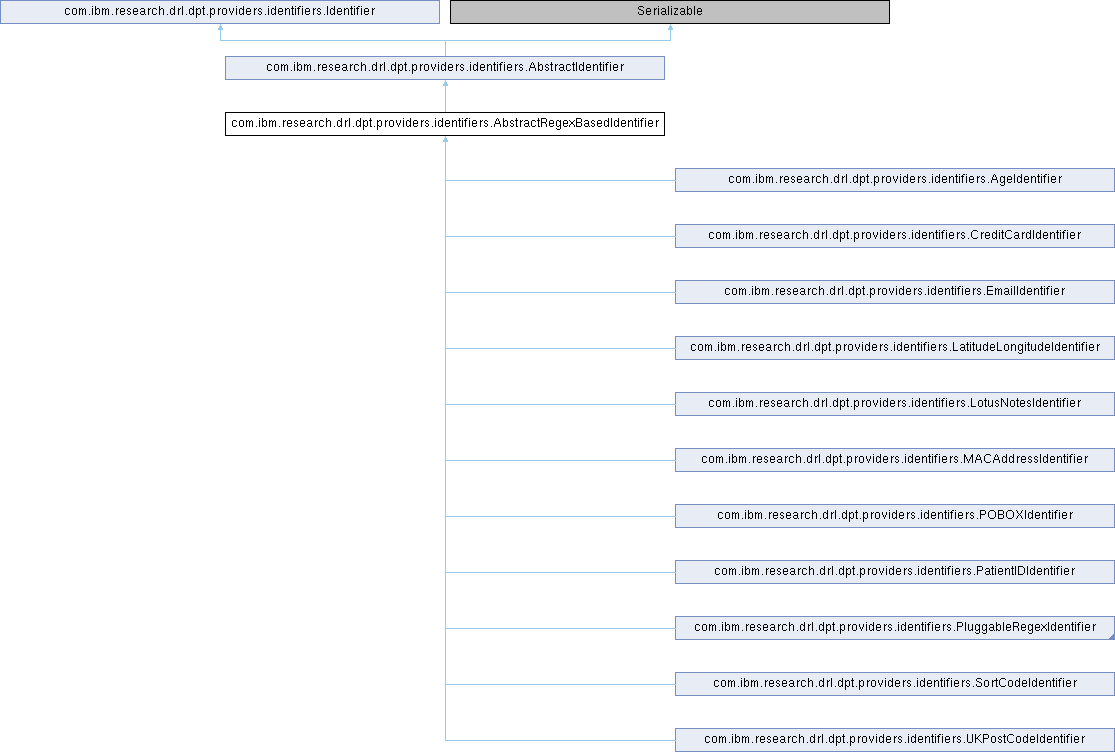 com.ibm.research.drl.dpt.providers.identifiers.Identifier
Serializable
com.ibm.research.drl.dpt.providers.identifiers.AbstractIdentifier
com.ibm.research.drl.dpt.providers.identifiers.AbstractRegexBasedIdentifier
com.ibm.research.drl.dpt.providers.identifiers.AgeIdentifier
com.ibm.research.drl.dpt.providers.identifiers.CreditCardIdentifier
com.ibm.research.drl.dpt.providers.identifiers.EmailIdentifier
com.ibm.research.drl.dpt.providers.identifiers.LatitudeLongitudeIdentifier
com.ibm.research.drl.dpt.providers.identifiers.LotusNotesIdentifier
com.ibm.research.drl.dpt.providers.identifiers.MACAddressIdentifier
com.ibm.research.drl.dpt.providers.identifiers.POBOXIdentifier
com.ibm.research.drl.dpt.providers.identifiers.PatientIDIdentifier
com.ibm.research.drl.dpt.providers.identifiers.PluggableRegexIdentifier
com.ibm.research.drl.dpt.providers.identifiers.SortCodeIdentifier
com.ibm.research.drl.dpt.providers.identifiers.UKPostCodeIdentifier